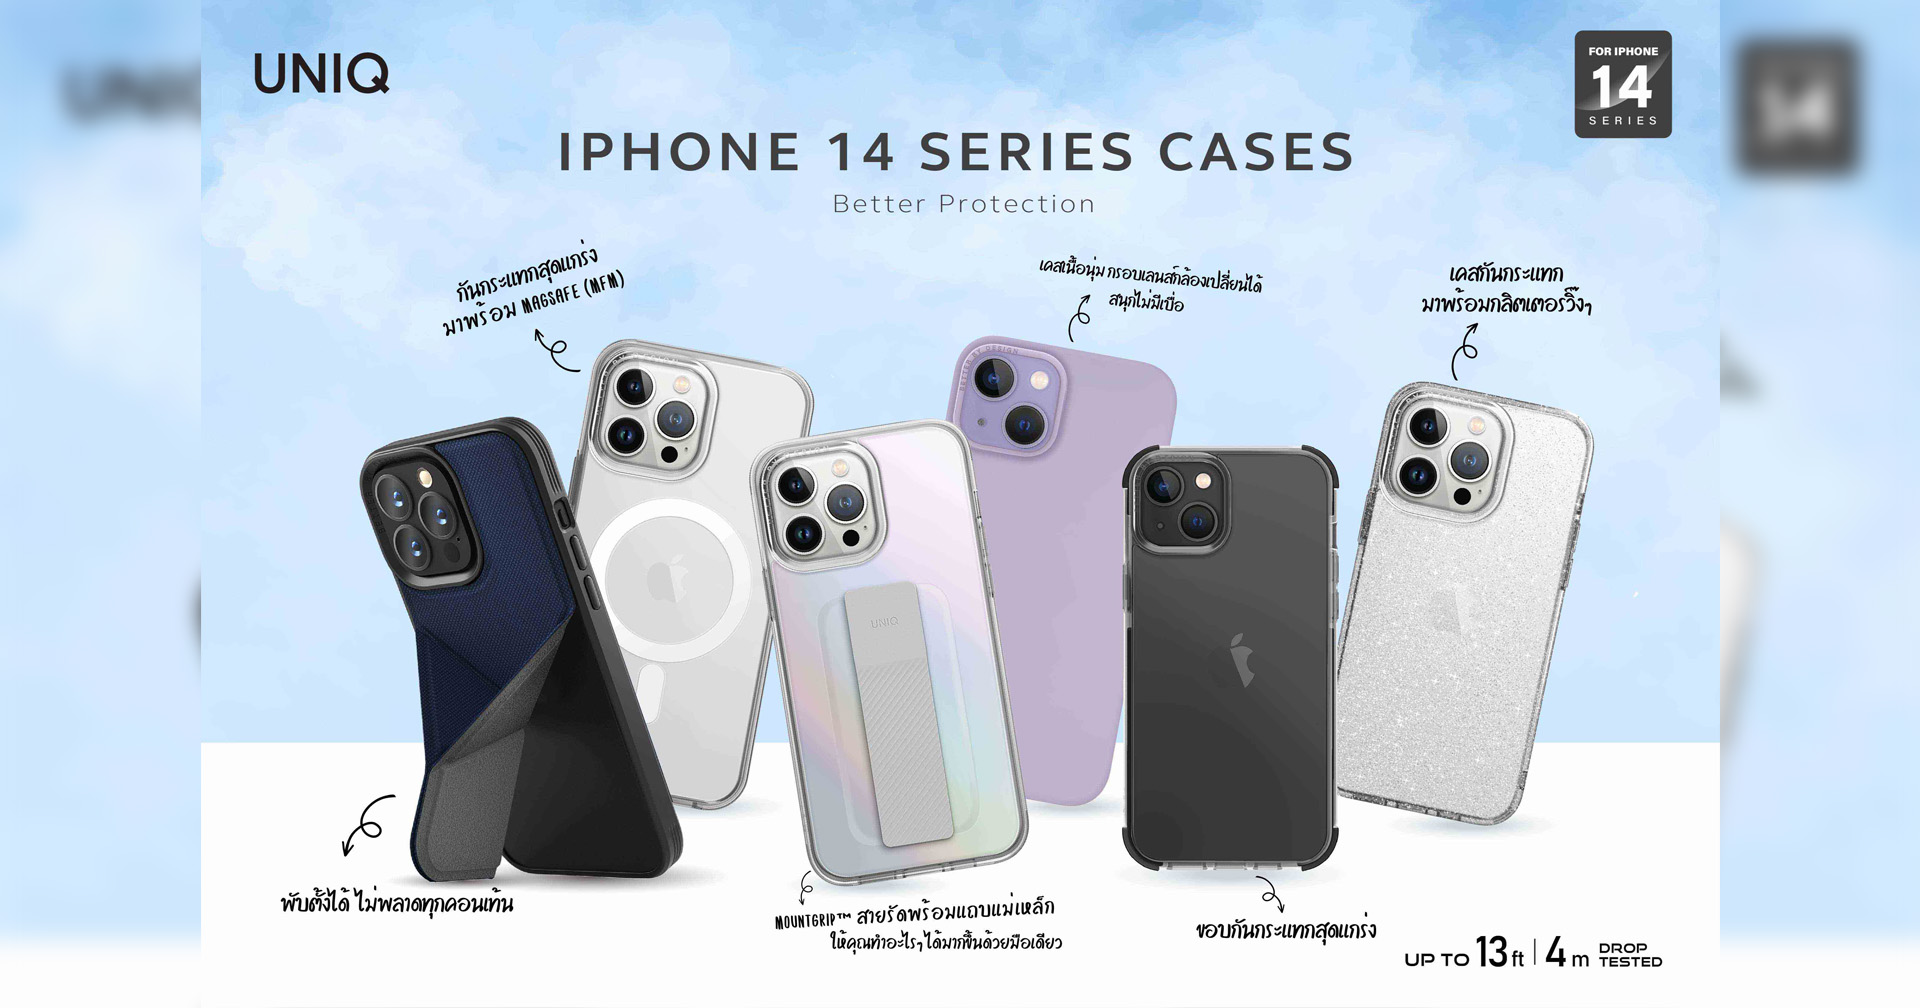 UNIQ
FOR IPHONE
14
SERIES
IPHONE 14 SERIES CASES
Better Protection
กันกระแทกสุดแกร่ง
มาพร้อม MAGSAFE (MFM)
เคสเนื้อนุ่ม กรอบเลนส์กล้องเปลี่ยนได้
สนุกไม่มีเบื่อ
เคสกันกระแทก
มาพร้อมกลิตเตอร์วิ๊งๆ
UNIQ
พับตั้งได้ ไม่พลาดทุกคอนเท้น
MOUNTGRIP™ สายรัดพร้อมแถบแม่เหล็ก
ให้คุณทำอะไรๆ ได้มากขึ้นด้วยมือเดียว
ขอบกันกระแทกสุดแกร่ง
UP TO 13 ft | 4 m DROP
TESTED